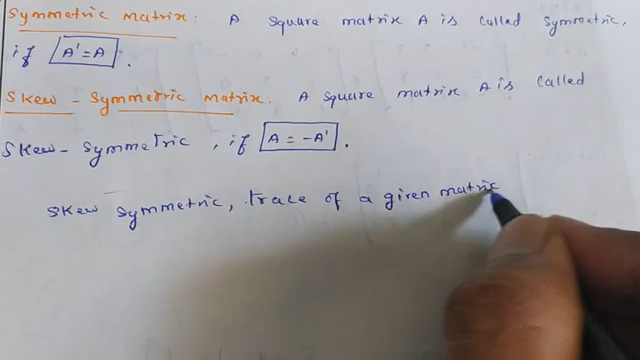 Symmetric matrix: A square matrix A is called symmetric,
if A' = A.
Skew-Symmetric matrix. A square matrix A is called
Skew-symmetric, if A = -A'.
Skew symmetric, trace of a given matric